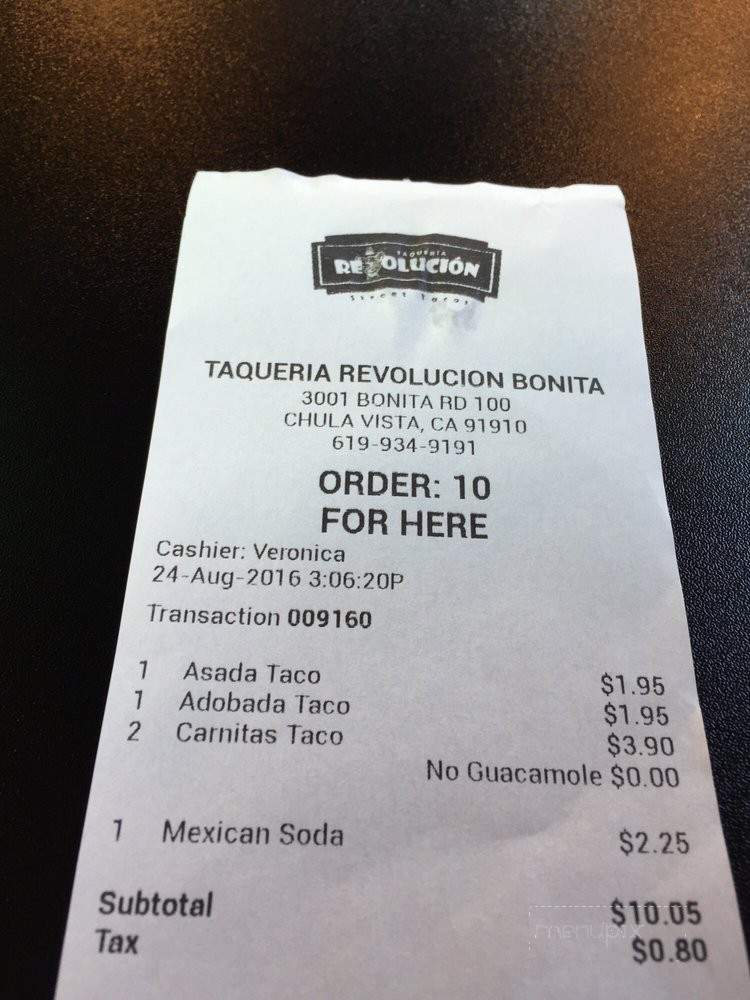 TAQUERIA
REVOLUCIÓN
Street Tacos
TAQUERIA REVOLUCION BONITA
3001 BONITA RD 100
CHULA VISTA, CA 91910
619-934-9191
ORDER: 10
FOR HERE
Cashier: Veronica
24-Aug-2016 3:06:20P
Transaction 009160
1 Asada Taco $1.95
1 Adobada Taco $1.95
2 Carnitas Taco $3.90
No Guacamole $0.00
1 Mexican Soda $2.25
Subtotal $10.05
Tax $0.80
menupix